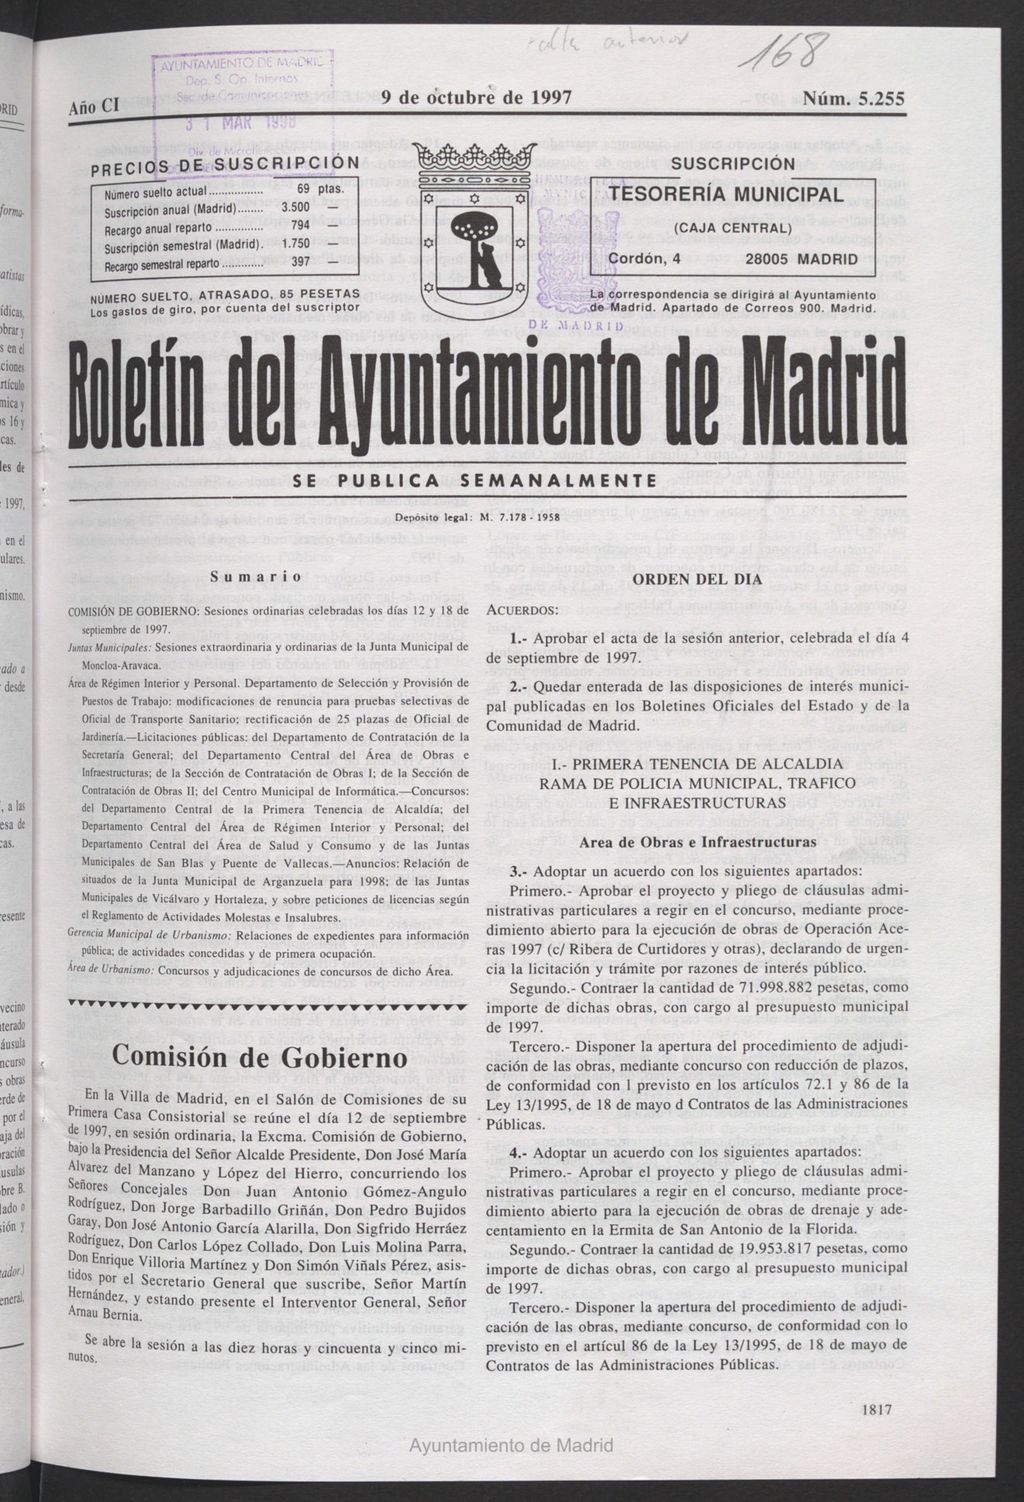 168
AYUNTAMIENTO DE MADRID
Dep. S. Op. Internos
Sec. de Comunicaciones
3 1 MAR
Año CI
9 de octubre de 1997
Núm. 5.255
PRECIOS DE SUSCRIPCIÓN
Número suelto actual ............... 69 ptas.
Suscripción anual (Madrid) ....... 3.500 —
Recargo anual reparto ............. 794 —
Suscripción semestral (Madrid). 1.750 —
Recargo semestral reparto ............. 397 —
NÚMERO SUELTO, ATRASADO, 85 PESETAS
Los gastos de giro, por cuenta del suscriptor
HEMEROTECA
MUNICIPAL
DE MADRID
SUSCRIPCIÓN
TESORERÍA MUNICIPAL
(CAJA CENTRAL)
Cordón, 4 28005 MADRID
La correspondencia se dirigirá al Ayuntamiento
de Madrid. Apartado de Correos 900. Madrid.
Boletín del Ayuntamiento de Madrid
SE PUBLICA SEMANALMENTE
Depósito legal: M. 7.178 - 1958
Sumario
COMISIÓN DE GOBIERNO: Sesiones ordinarias celebradas los días 12 y 18 de
septiembre de 1997.
Juntas Municipales: Sesiones extraordinaria y ordinarias de la Junta Municipal de
Moncloa-Aravaca.
Área de Régimen Interior y Personal. Departamento de Selección y Provisión de
Puestos de Trabajo: modificaciones de renuncia para pruebas selectivas de
Oficial de Transporte Sanitario; rectificación de 25 plazas de Oficial de
Jardinería.—Licitaciones públicas: del Departamento de Contratación de la
Secretaría General; del Departamento Central del Área de Obras e
Infraestructuras; de la Sección de Contratación de Obras I; de la Sección de
Contratación de Obras II; del Centro Municipal de Informática.—Concursos:
del Departamento Central de la Primera Tenencia de Alcaldía; del
Departamento Central del Área de Régimen Interior y Personal; del
Departamento Central del Área de Salud y Consumo y de las Juntas
Municipales de San Blas y Puente de Vallecas.—Anuncios: Relación de
situados de la Junta Municipal de Arganzuela para 1998; de las Juntas
Municipales de Vicálvaro y Hortaleza, y sobre peticiones de licencias según
el Reglamento de Actividades Molestas e Insalubres.
Gerencia Municipal de Urbanismo: Relaciones de expedientes para información
pública; de actividades concedidas y de primera ocupación.
Área de Urbanismo: Concursos y adjudicaciones de concursos de dicho Área.
Comisión de Gobierno
En la Villa de Madrid, en el Salón de Comisiones de su
Primera Casa Consistorial se reúne el día 12 de septiembre
de 1997, en sesión ordinaria, la Excma. Comisión de Gobierno,
bajo la Presidencia del Señor Alcalde Presidente, Don José María
Alvarez del Manzano y López del Hierro, concurriendo los
Señores Concejales Don Juan Antonio Gómez-Angulo
Rodríguez, Don Jorge Barbadillo Griñán, Don Pedro Bujidos
Garay, Don José Antonio García Alarilla, Don Sigfrido Herráez
Rodríguez, Don Carlos López Collado, Don Luis Molina Parra,
Don Enrique Villoria Martínez y Don Simón Viñals Pérez, asis-
tidos por el Secretario General que suscribe, Señor Martín
Hernández, y estando presente el Interventor General, Señor
Arnau Bernia.
Se abre la sesión a las diez horas y cincuenta y cinco mi-
nutos.
ORDEN DEL DIA
ACUERDOS:
1.- Aprobar el acta de la sesión anterior, celebrada el día 4
de septiembre de 1997.
2.- Quedar enterada de las disposiciones de interés munici-
pal publicadas en los Boletines Oficiales del Estado y de la
Comunidad de Madrid.
I.- PRIMERA TENENCIA DE ALCALDIA
RAMA DE POLICIA MUNICIPAL, TRAFICO
E INFRAESTRUCTURAS
Area de Obras e Infraestructuras
3.- Adoptar un acuerdo con los siguientes apartados:
Primero.- Aprobar el proyecto y pliego de cláusulas admi-
nistrativas particulares a regir en el concurso, mediante proce-
dimiento abierto para la ejecución de obras de Operación Ace-
ras 1997 (c/ Ribera de Curtidores y otras), declarando de urgen-
cia la licitación y trámite por razones de interés público.
Segundo.- Contraer la cantidad de 71.998.882 pesetas, como
importe de dichas obras, con cargo al presupuesto municipal
de 1997.
Tercero.- Disponer la apertura del procedimiento de adjudi-
cación de las obras, mediante concurso con reducción de plazos,
de conformidad con l previsto en los artículos 72.1 y 86 de la
Ley 13/1995, de 18 de mayo d Contratos de las Administraciones
Públicas.
4.- Adoptar un acuerdo con los siguientes apartados:
Primero.- Aprobar el proyecto y pliego de cláusulas admi-
nistrativas particulares a regir en el concurso, mediante proce-
dimiento abierto para la ejecución de obras de drenaje y ade-
centamiento en la Ermita de San Antonio de la Florida.
Segundo.- Contraer la cantidad de 19.953.817 pesetas, como
importe de dichas obras, con cargo al presupuesto municipal
de 1997.
Tercero.- Disponer la apertura del procedimiento de adjudi-
cación de las obras, mediante concurso, de conformidad con lo
previsto en el artícul 86 de la Ley 13/1995, de 18 de mayo de
Contratos de las Administraciones Públicas.
1817
Ayuntamiento de Madrid